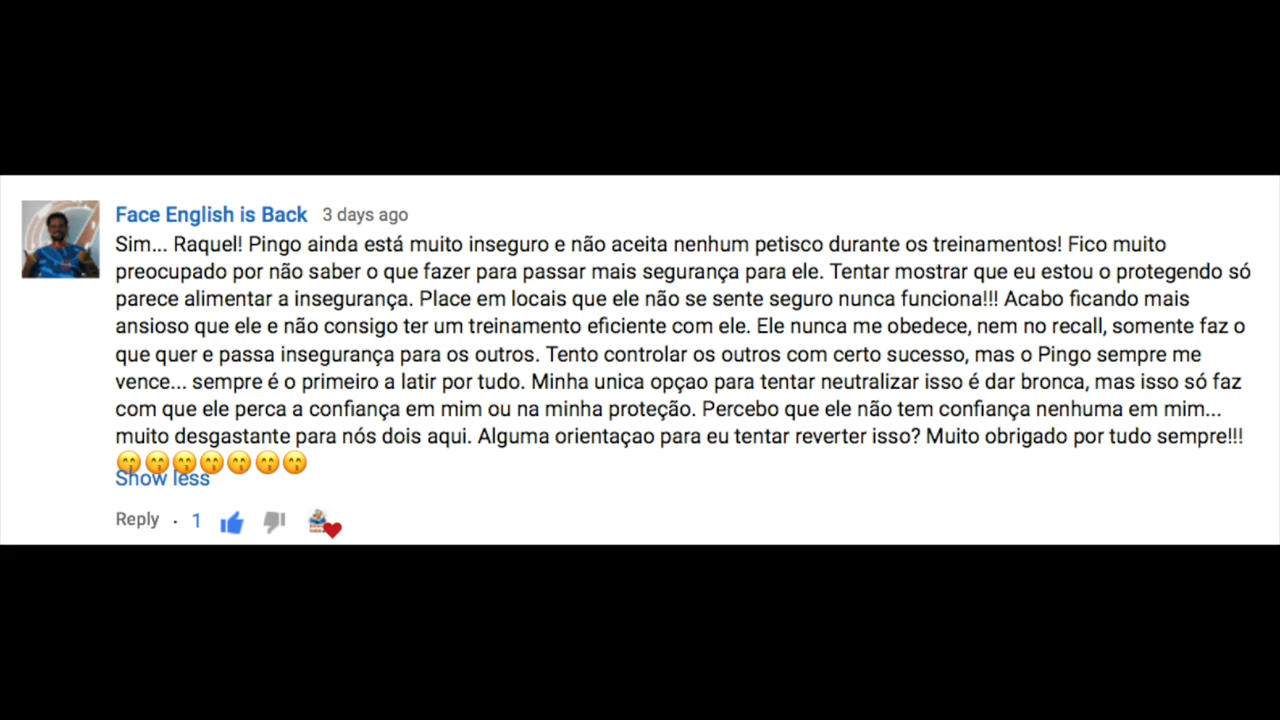 Face English is Back 3 days ago
Sim... Raquel! Pingo ainda está muito inseguro e não aceita nenhum petisco durante os treinamentos! Fico muito
preocupado por não saber o que fazer para passar mais segurança para ele. Tentar mostrar que eu estou o protegendo só
parece alimentar a insegurança. Place em locais que ele não se sente seguro nunca funciona!!! Acabo ficando mais
ansioso que ele e não consigo ter um treinamento eficiente com ele. Ele nunca me obedece, nem no recall, somente faz o
que quer e passa insegurança para os outros. Tento controlar os outros com certo sucesso, mas o Pingo sempre me
vence... sempre é o primeiro a latir por tudo. Minha unica opçao para tentar neutralizar isso é dar bronca, mas isso só faz
com que ele perca a confiança em mim ou na minha proteção. Percebo que ele não tem confiança nenhuma em mim...
muito desgastante para nós dois aqui. Alguma orientaçao para eu tentar reverter isso? Muito obrigado por tudo sempre!!!
😙😙😙😙😙😙😙
Show less
Reply · 1